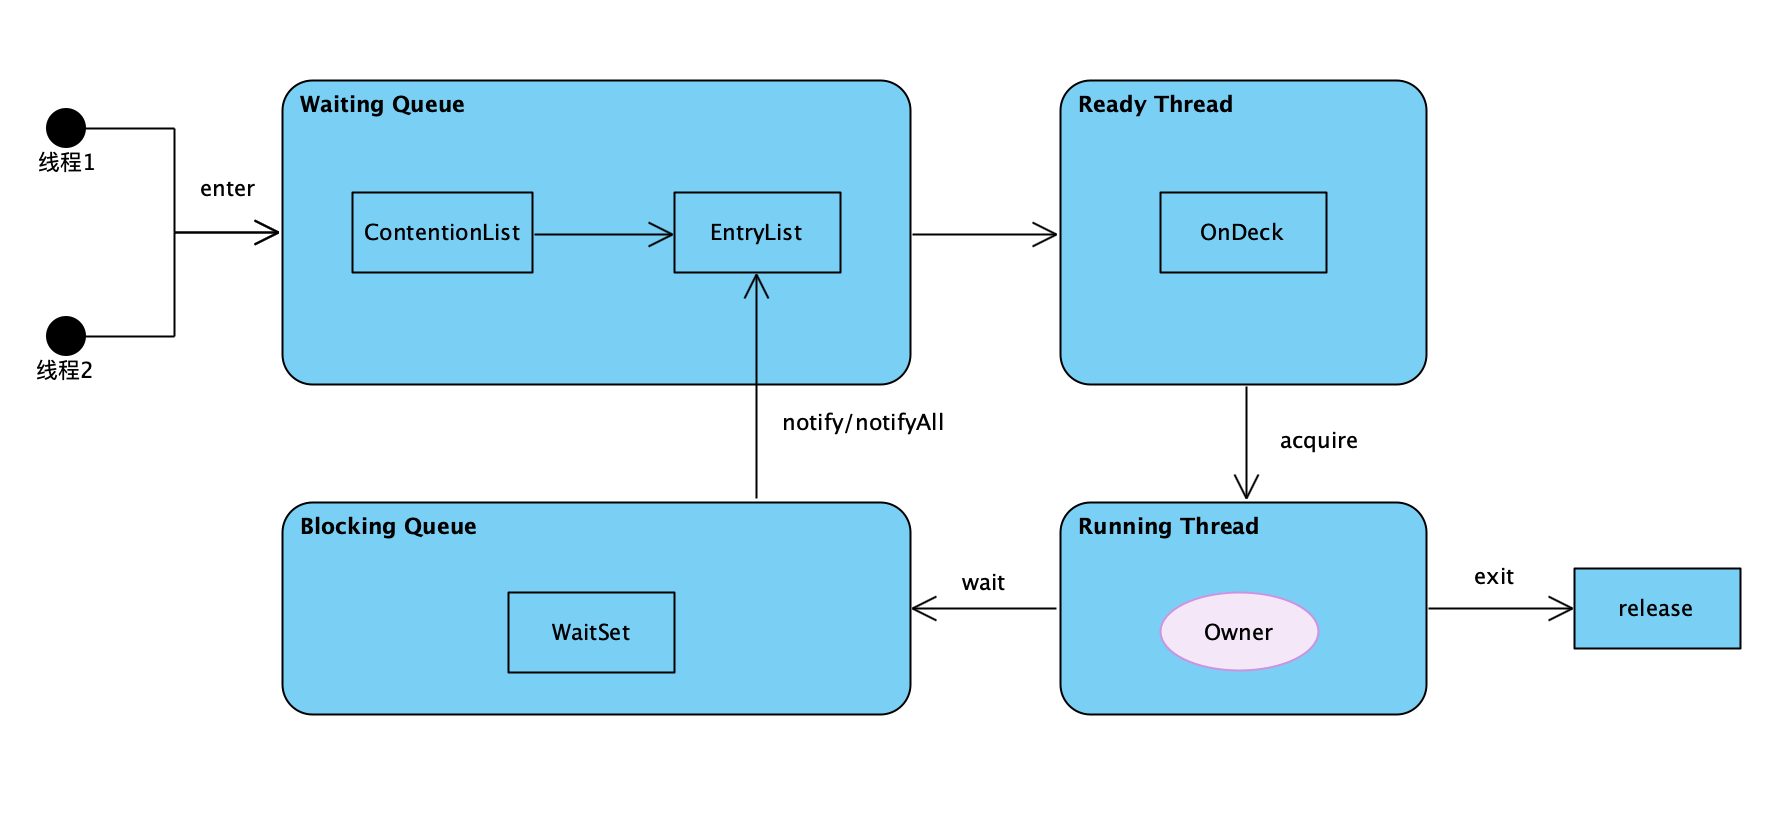 线程1
线程2
enter
Waiting Queue
ContentionList
EntryList
Ready Thread
OnDeck
notify/notifyAll
acquire
Blocking Queue
WaitSet
wait
Running Thread
Owner
exit
release